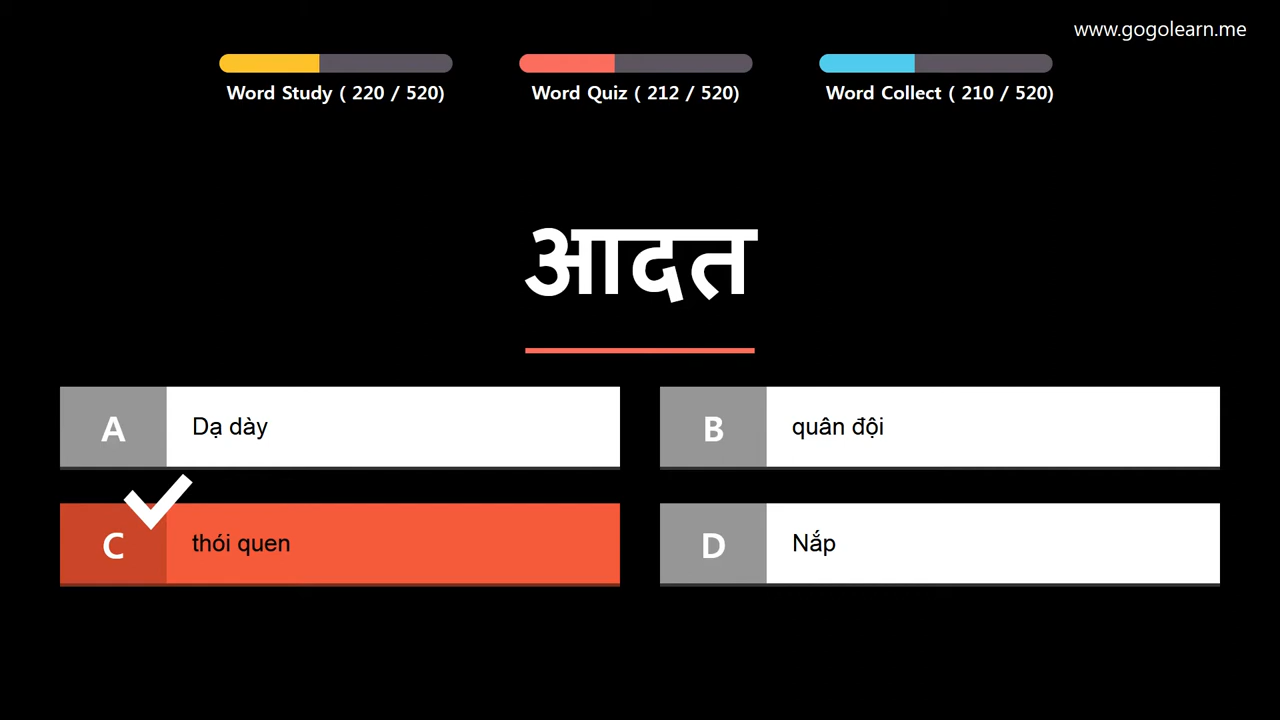 www.gogolearn.me
Word Study ( 220 / 520)
Word Quiz ( 212 / 520)
Word Collect ( 210 / 520)
आदत
A
Dạ dày
B
quân đội
C
thói quen
D
Nắp